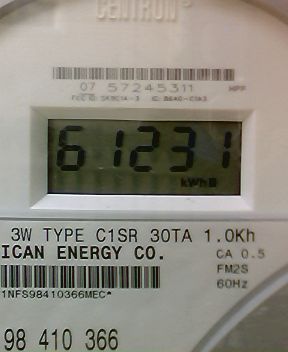 CENTRON®
07 57245311
61231
kWh
3W TYPE C1SR 30TA 1.0Kh
ICAN ENERGY CO.
CA 0.5
FM2S
60Hz
1NFS98410366MEC*
98 410 366